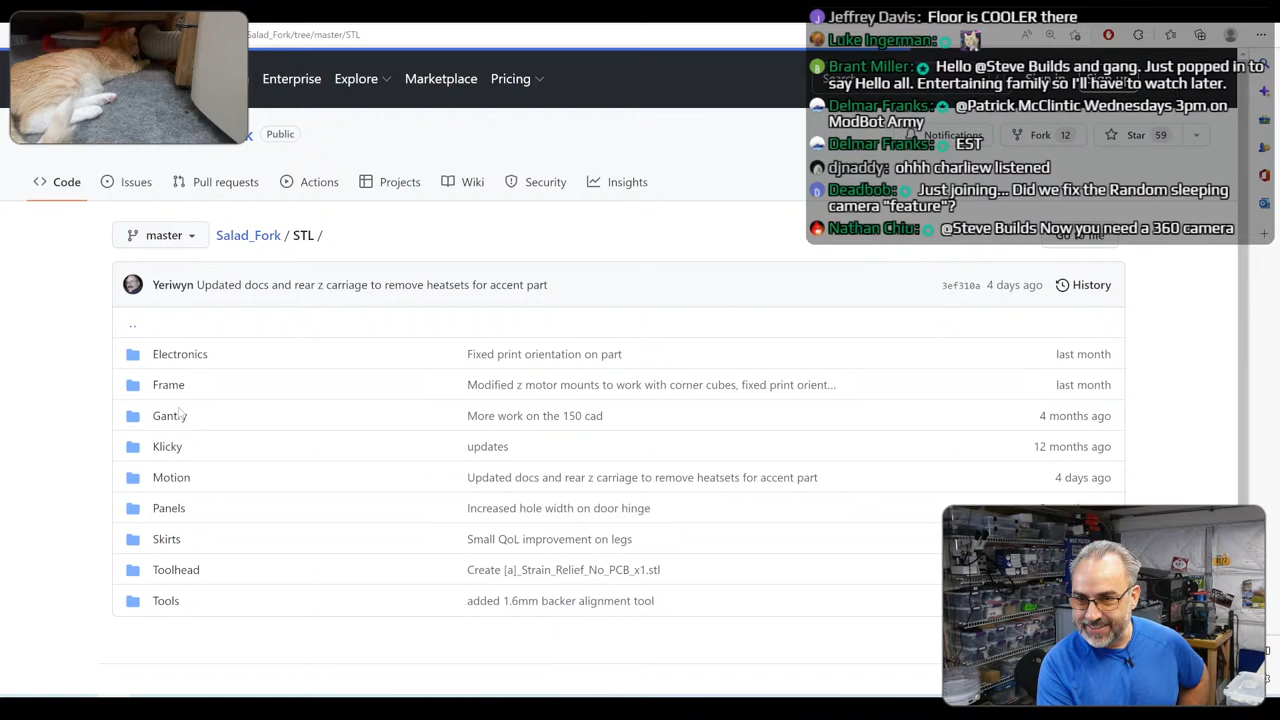 Salad_Fork/tree/master/STL
Enterprise Explore Marketplace Pricing
Public
Notifications Fork 12 Star 59
Code Issues Pull requests Actions Projects Wiki Security Insights
master Salad_Fork / STL /
Yeriwyn Updated docs and rear z carriage to remove heatsets for accent part 3ef310a 4 days ago History
..
Electronics Fixed print orientation on part last month
Frame Modified z motor mounts to work with corner cubes, fixed print orient... last month
Gantry More work on the 150 cad 4 months ago
Klicky updates 12 months ago
Motion Updated docs and rear z carriage to remove heatsets for accent part 4 days ago
Panels Increased hole width on door hinge
Skirts Small QoL improvement on legs
Toolhead Create [a]_Strain_Relief_No_PCB_x1.stl
Tools added 1.6mm backer alignment tool
Jeffrey Davis: Floor is COOLER there
Luke Ingerman:
Brant Miller: Hello @Steve Builds and gang. Just popped in to
say Hello all. Entertaining family so I'll have to watch later.
Delmar Franks: @Patrick McClintic Wednesdays 3pm on
ModBot Army
Delmar Franks: EST
djnaddy: ohhh charliew listened
Deadbob: Just joining... Did we fix the Random sleeping
camera "feature"?
Nathan Chiu: @Steve Builds Now you need a 360 camera